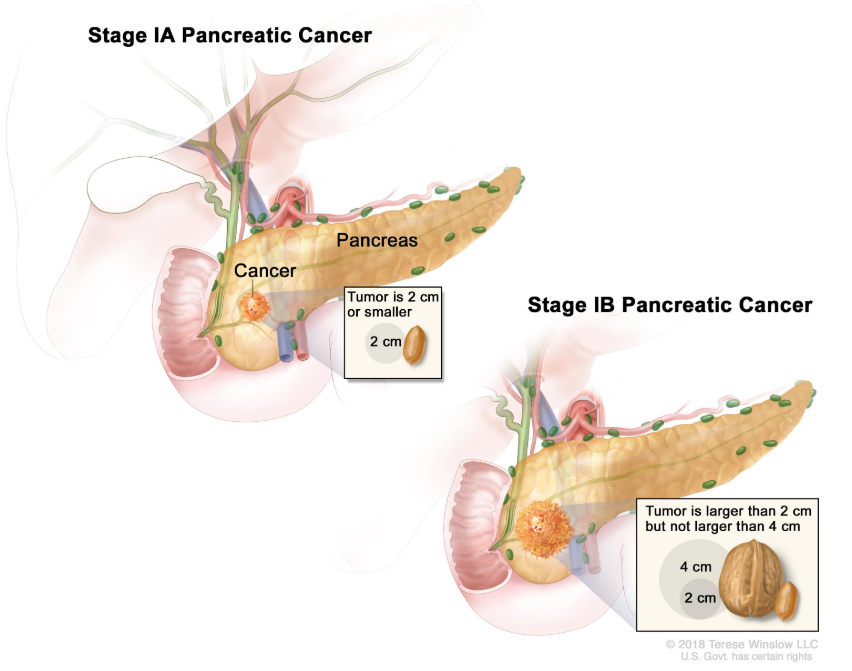 Stage IA Pancreatic Cancer
Pancreas
Cancer
Tumor is 2 cm
or smaller
2 cm
Stage IB Pancreatic Cancer
Tumor is larger than 2 cm
but not larger than 4 cm
4 cm
2 cm
© 2018 Terese Winslow LLC
U.S. Govt. has certain rights